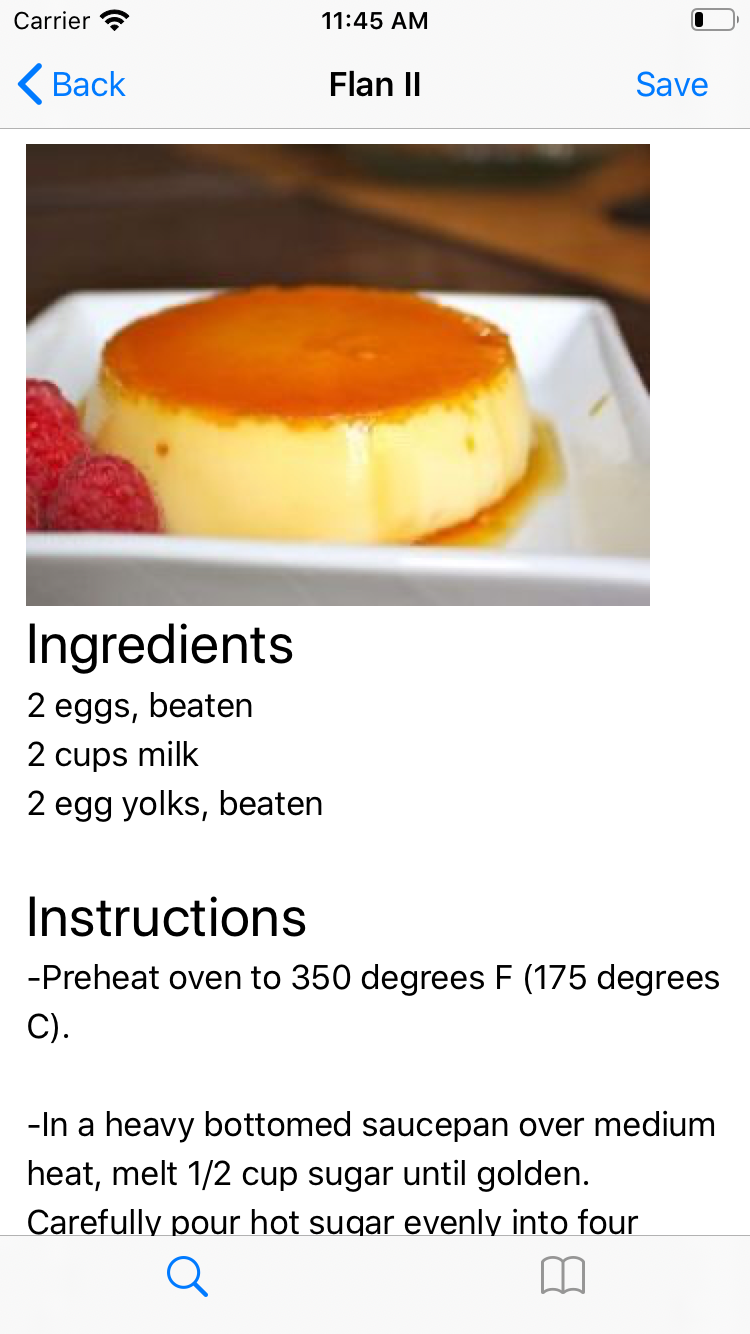 Carrier 11:45 AM
Back Flan II Save
Ingredients
2 eggs, beaten
2 cups milk
2 egg yolks, beaten
Instructions
-Preheat oven to 350 degrees F (175 degrees
C).
-In a heavy bottomed saucepan over medium
heat, melt 1/2 cup sugar until golden.
Carefully pour hot sugar evenly into four